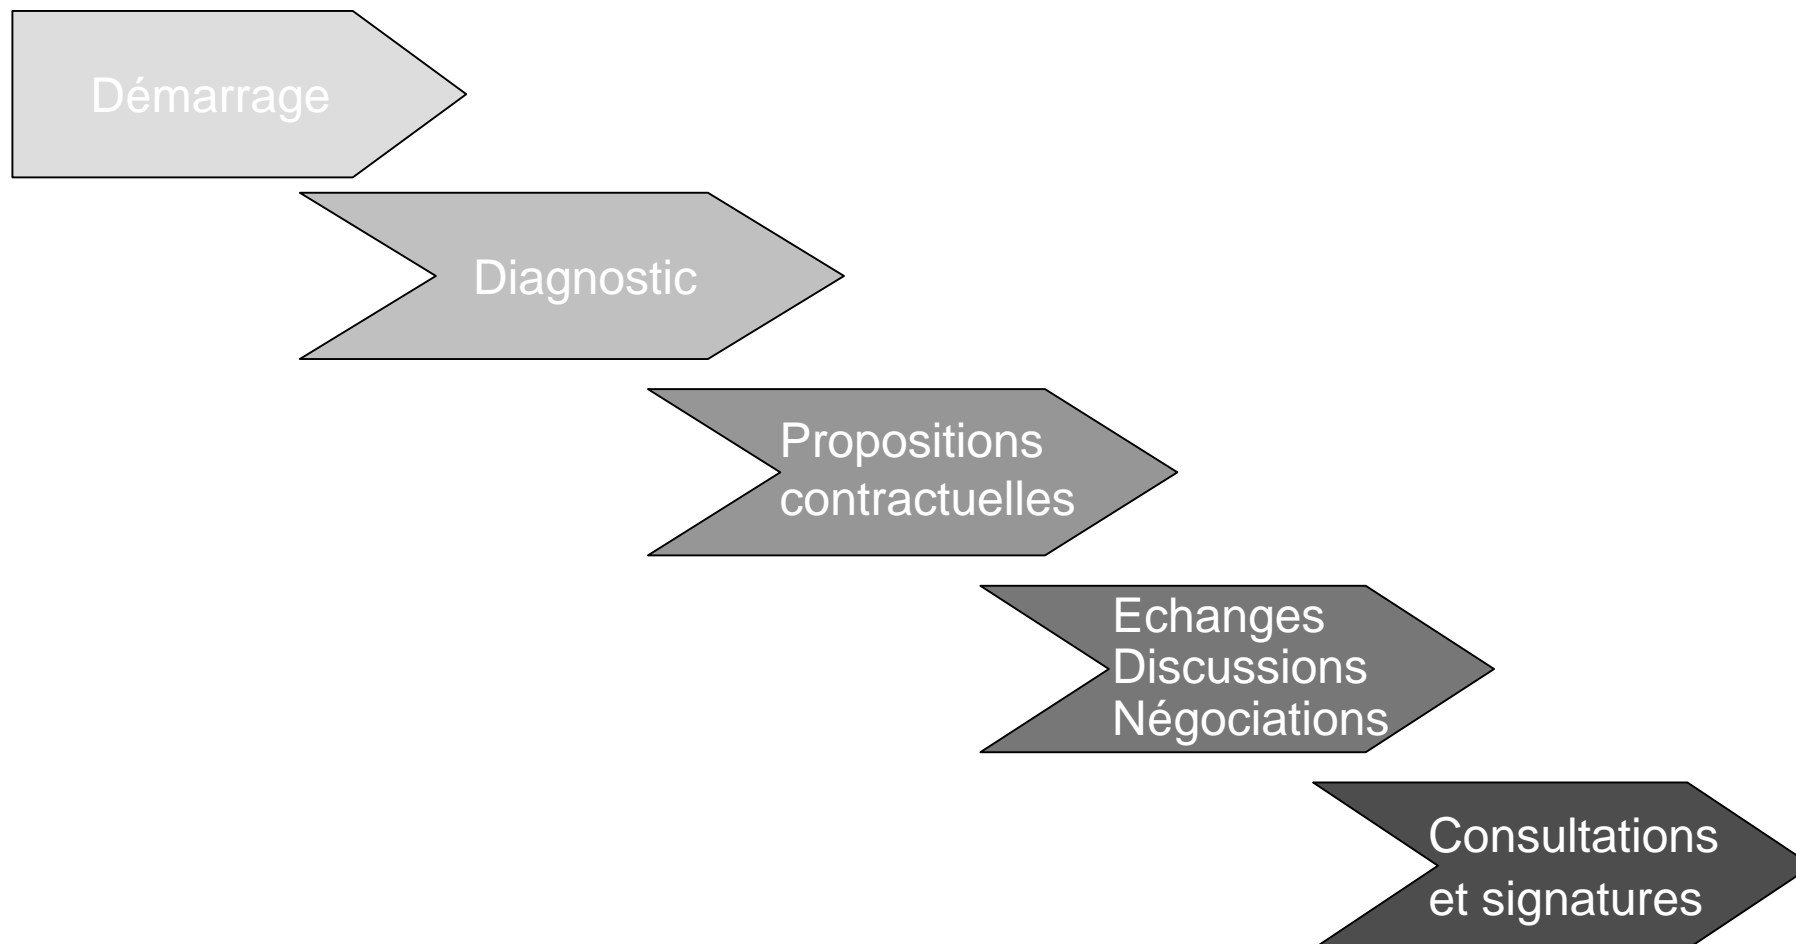 Démarrage
Diagnostic
Propositions
contractuelles
Echanges
Discussions
Négociations
Consultations
et signatures